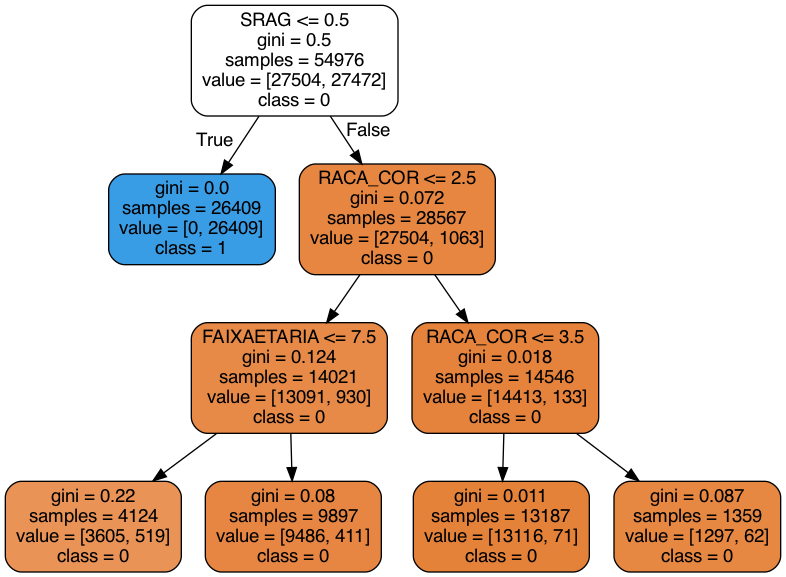 SRAG <= 0.5
gini = 0.5
samples = 54976
value = [27504, 27472]
class = 0
True
False
gini = 0.0
samples = 26409
value = [0, 26409]
class = 1
RACA_COR <= 2.5
gini = 0.072
samples = 28567
value = [27504, 1063]
class = 0
FAIXAETARIA <= 7.5
gini = 0.124
samples = 14021
value = [13091, 930]
class = 0
RACA_COR <= 3.5
gini = 0.018
samples = 14546
value = [14413, 133]
class = 0
gini = 0.22
samples = 4124
value = [3605, 519]
class = 0
gini = 0.08
samples = 9897
value = [9486, 411]
class = 0
gini = 0.011
samples = 13187
value = [13116, 71]
class = 0
gini = 0.087
samples = 1359
value = [1297, 62]
class = 0